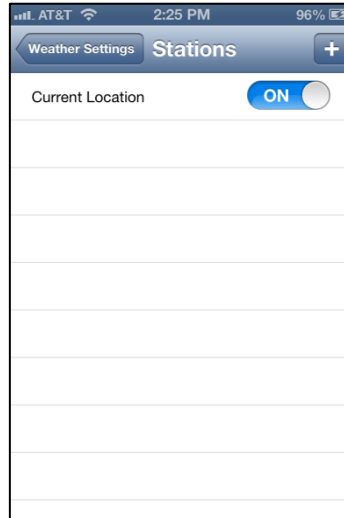 AT&T 2:25 PM 96%
Weather Settings Stations +
Current Location ON